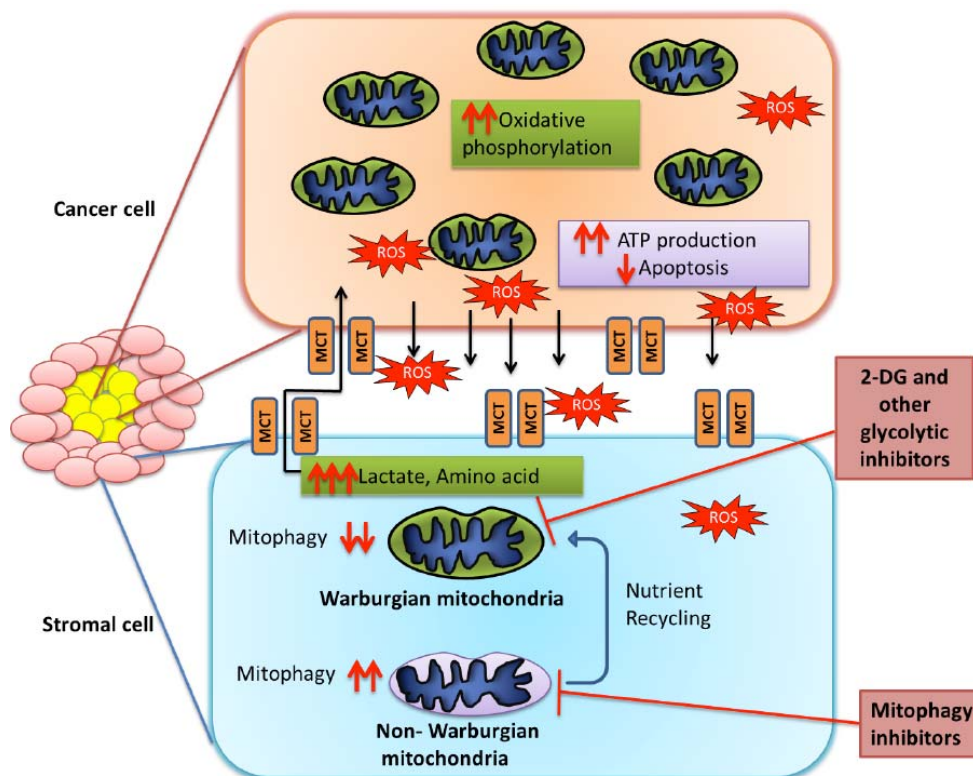 ROS
Oxidative
phosphorylation
Cancer cell
ROS
ATP production
Apoptosis
ROS
ROS
MCT
MCT
MCT
MCT
ROS
2-DG and
other
glycolytic
inhibitors
MCT
MCT
MCT
MCT
ROS
MCT
MCT
Lactate, Amino acid
ROS
Mitophagy
Warburgian mitochondria
Nutrient
Recycling
Stromal cell
Mitophagy
Non- Warburgian
mitochondria
Mitophagy
inhibitors